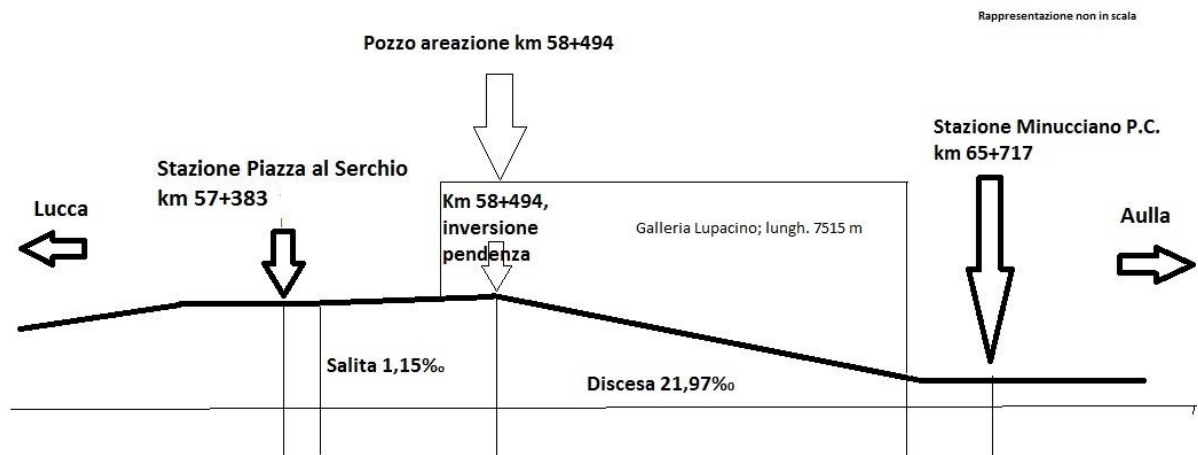 Rappresentazione non in scala
Pozzo areazione km 58+494
Stazione Minucciano P.C.
km 65+717
Stazione Piazza al Serchio
km 57+383
Lucca
Km 58+494,
inversione
pendenza
Galleria Lupacino; lungh. 7515 m
Aulla
Salita 1,15‰
Discesa 21,97‰